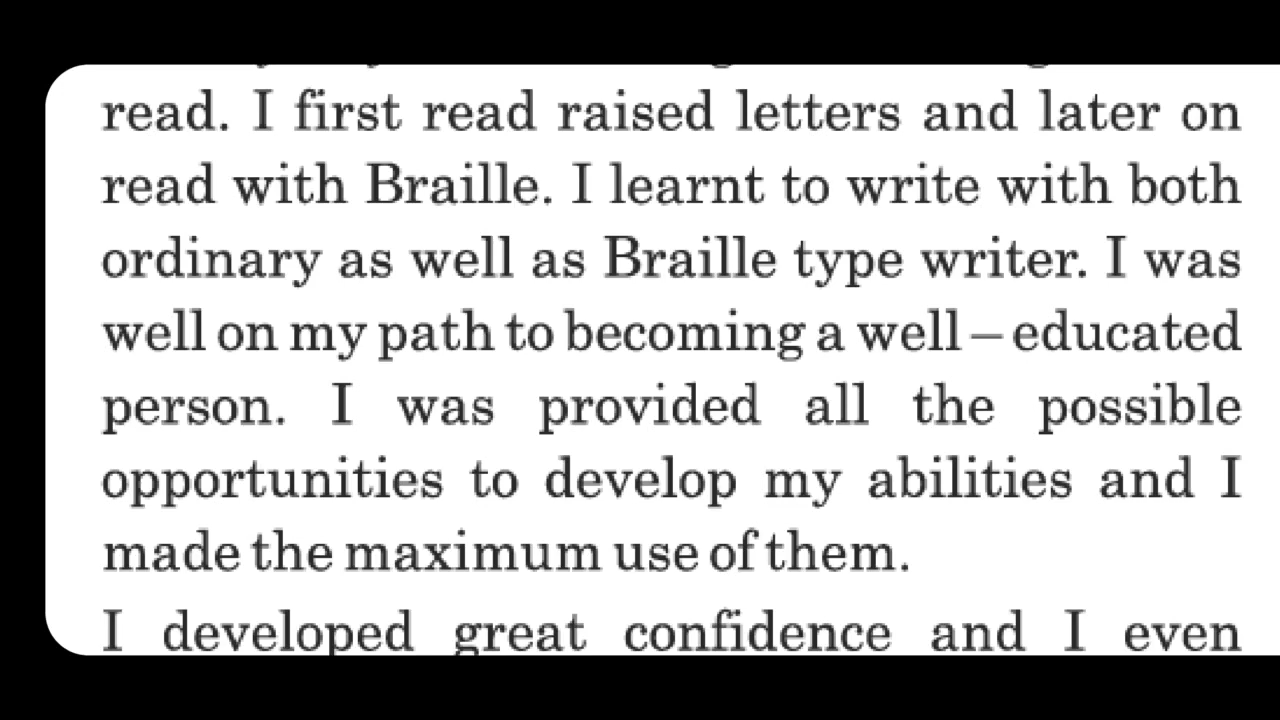 read. I first read raised letters and later on
read with Braille. I learnt to write with both
ordinary as well as Braille type writer. I was
well on my path to becoming a well – educated
person. I was provided all the possible
opportunities to develop my abilities and I
made the maximum use of them.
I developed great confidence and I even